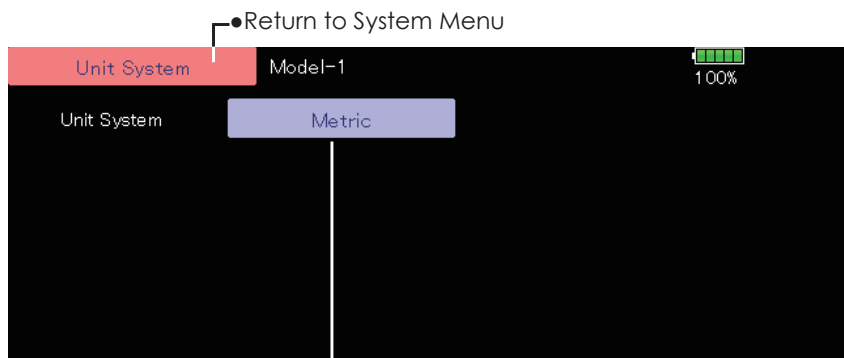 ●Return to System Menu
Unit System Model-1
100%
Unit System Metric